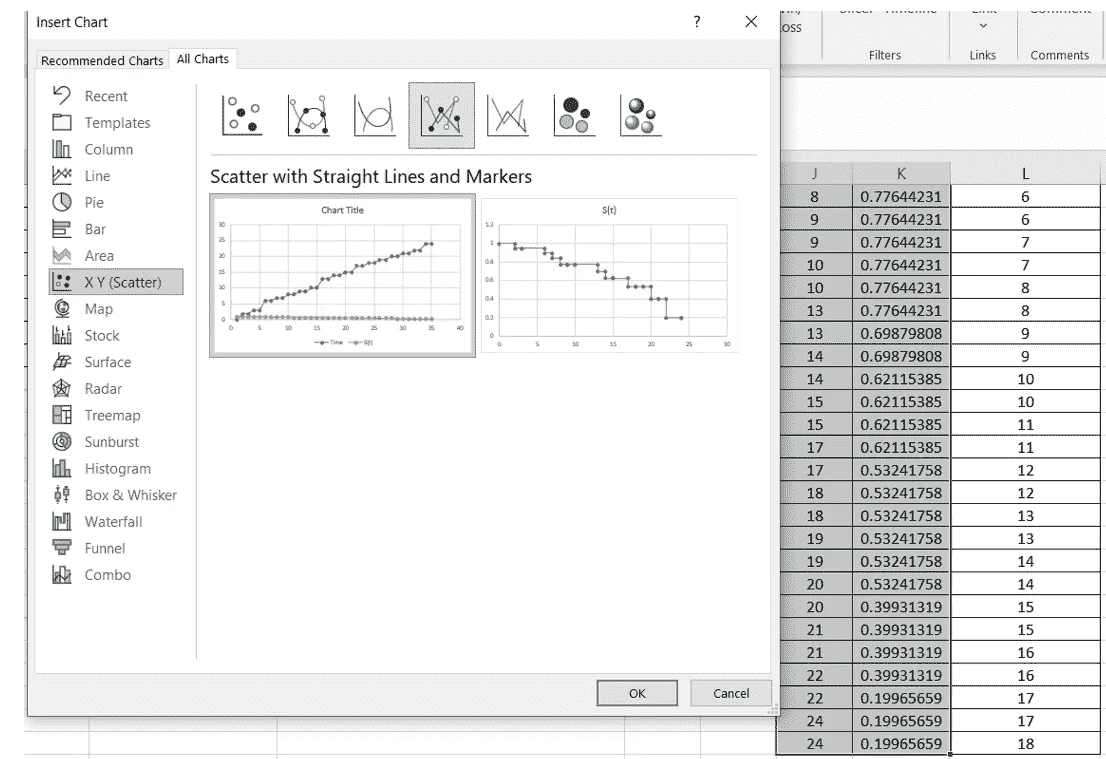 Insert Chart ? ×
Recommended Charts All Charts
Recent
Templates
Column
Line
Pie
Bar
Area
X Y (Scatter)
Map
Stock
Surface
Radar
Treemap
Sunburst
Histogram
Box & Whisker
Waterfall
Funnel
Combo
Scatter with Straight Lines and Markers
Chart Title
30
25
20
15
10
5
0
0 5 10 15 20 25 30 35 40
Time S(t)
S(t)
1.2
1
0.8
0.6
0.4
0.2
0
0 5 10 15 20 25 30
OK Cancel
Filters Links Comments
J K L
8 0.77644231 6
9 0.77644231 6
9 0.77644231 7
10 0.77644231 7
10 0.77644231 8
13 0.77644231 8
13 0.69879808 9
14 0.69879808 9
14 0.62115385 10
15 0.62115385 10
15 0.62115385 11
17 0.62115385 11
17 0.53241758 12
18 0.53241758 12
18 0.53241758 13
19 0.53241758 13
19 0.53241758 14
20 0.53241758 14
20 0.39931319 15
21 0.39931319 15
21 0.39931319 16
22 0.39931319 16
22 0.19965659 17
24 0.19965659 17
24 0.19965659 18